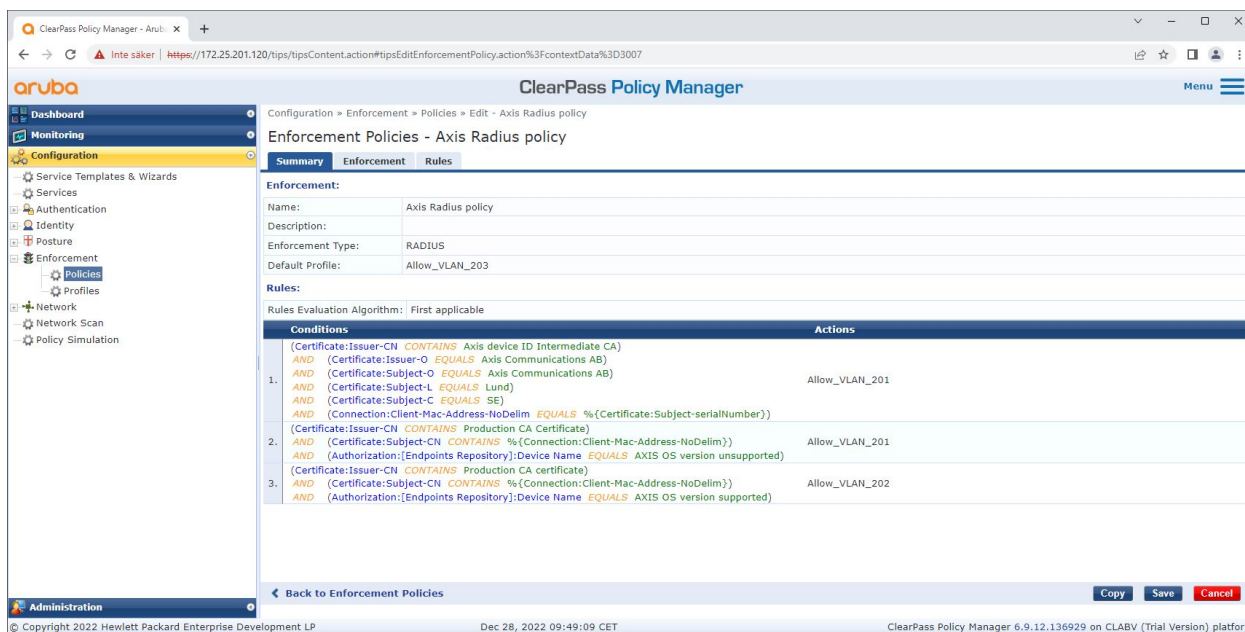 ClearPass Policy Manager - Arub
Inte säker | https://172.25.201.120/tips/tipsContent.action#tipsEditEnforcementPolicy.action%3FcontextData%3D3007
aruba
ClearPass Policy Manager
Menu
Dashboard
Monitoring
Configuration
Service Templates & Wizards
Services
Authentication
Identity
Posture
Enforcement
Policies
Profiles
Network
Network Scan
Policy Simulation
Administration
Configuration » Enforcement » Policies » Edit - Axis Radius policy
Enforcement Policies - Axis Radius policy
Summary Enforcement Rules
Enforcement:
Name: Axis Radius policy
Description:
Enforcement Type: RADIUS
Default Profile: Allow_VLAN_203
Rules:
Rules Evaluation Algorithm: First applicable
Conditions Actions
(Certificate:Issuer-CN CONTAINS Axis device ID Intermediate CA)
AND (Certificate:Issuer-O EQUALS Axis Communications AB)
AND (Certificate:Subject-O EQUALS Axis Communications AB)
1. AND (Certificate:Subject-L EQUALS Lund) Allow_VLAN_201
AND (Certificate:Subject-C EQUALS SE)
AND (Connection:Client-Mac-Address-NoDelim EQUALS %{Certificate:Subject-serialNumber})
(Certificate:Issuer-CN CONTAINS Production CA Certificate)
2. AND (Certificate:Subject-CN CONTAINS %{Connection:Client-Mac-Address-NoDelim}) Allow_VLAN_201
AND (Authorization:[Endpoints Repository]:Device Name EQUALS AXIS OS version unsupported)
(Certificate:Issuer-CN CONTAINS Production CA certificate)
3. AND (Certificate:Subject-CN CONTAINS %{Connection:Client-Mac-Address-NoDelim}) Allow_VLAN_202
AND (Authorization:[Endpoints Repository]:Device Name EQUALS AXIS OS version supported)
Back to Enforcement Policies Copy Save Cancel
© Copyright 2022 Hewlett Packard Enterprise Development LP Dec 28, 2022 09:49:09 CET ClearPass Policy Manager 6.9.12.136929 on CLABV (Trial Version) platfor